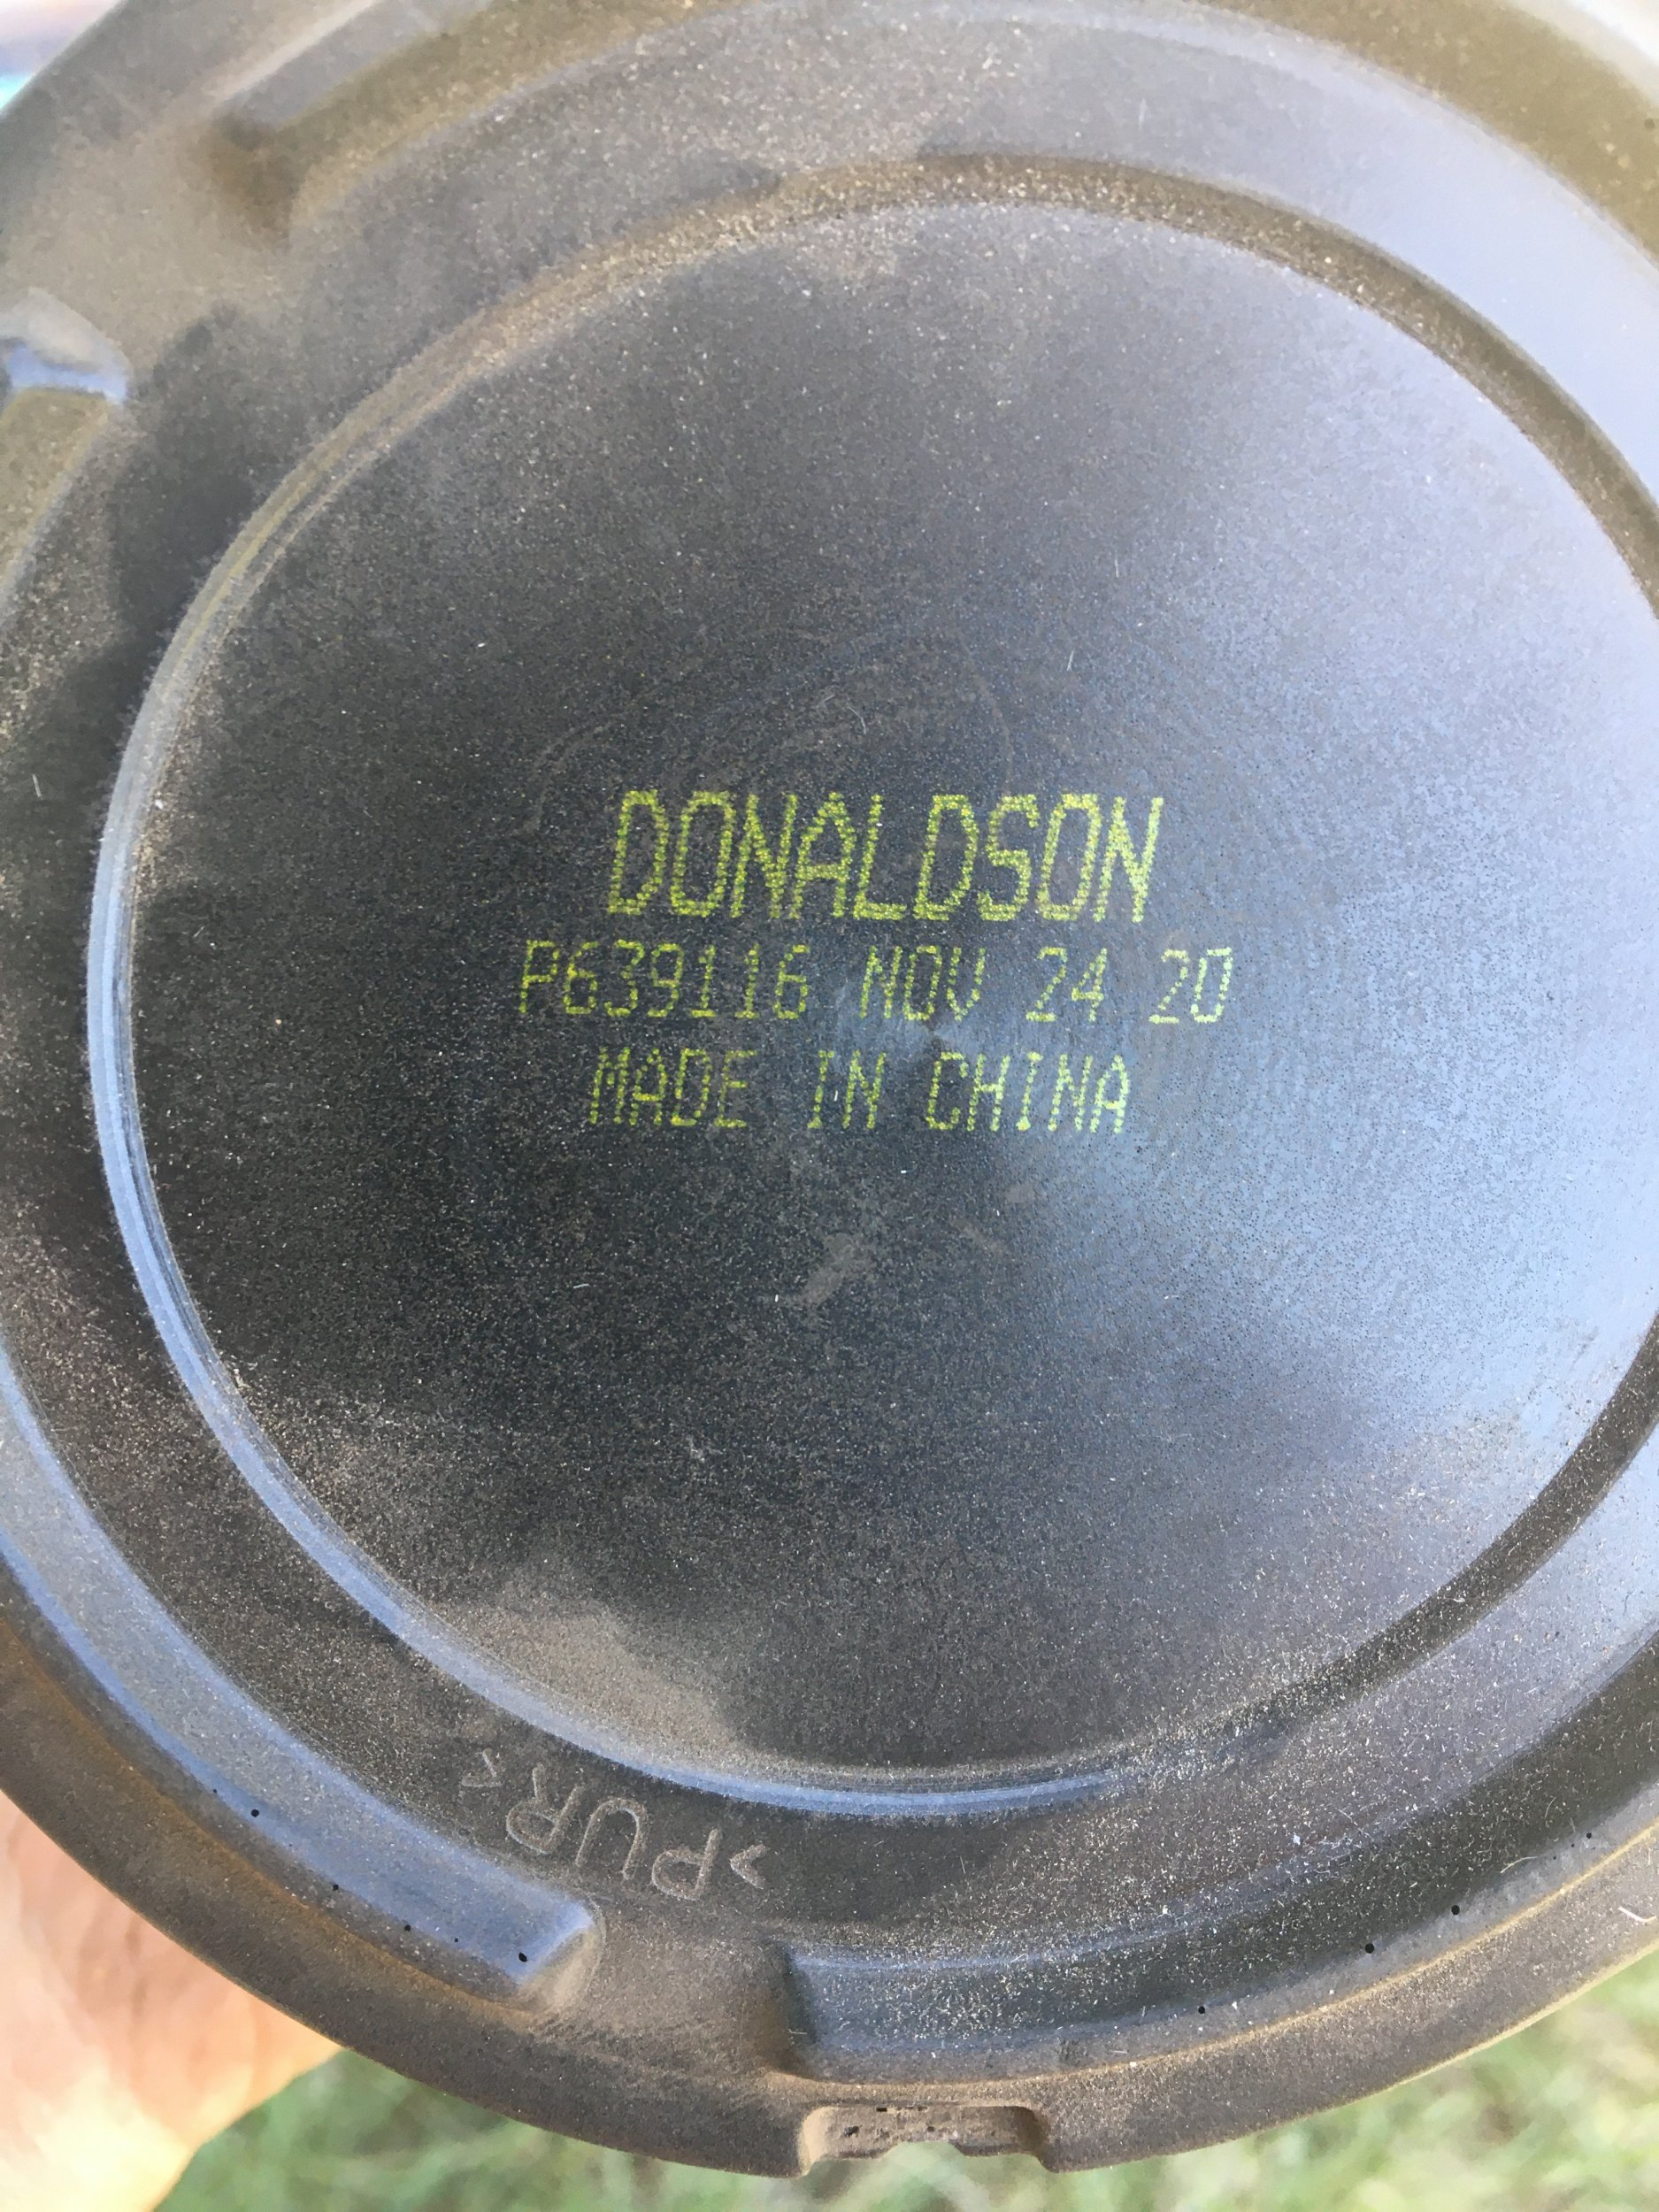 DONALDSON
P639116 NOV 24 20
MADE IN CHINA
>PUR<